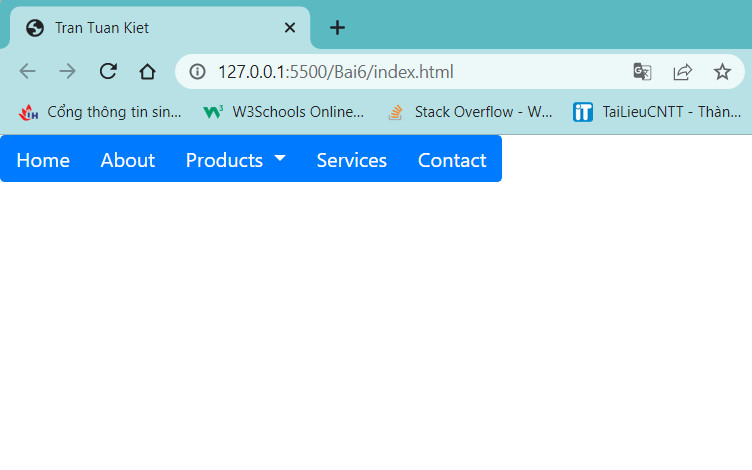 Tran Tuan Kiet
127.0.0.1:5500/Bai6/index.html
Cổng thông tin sin... W3Schools Online... Stack Overflow - W... TaiLieuCNTT - Thàn...
Home About Products Services Contact